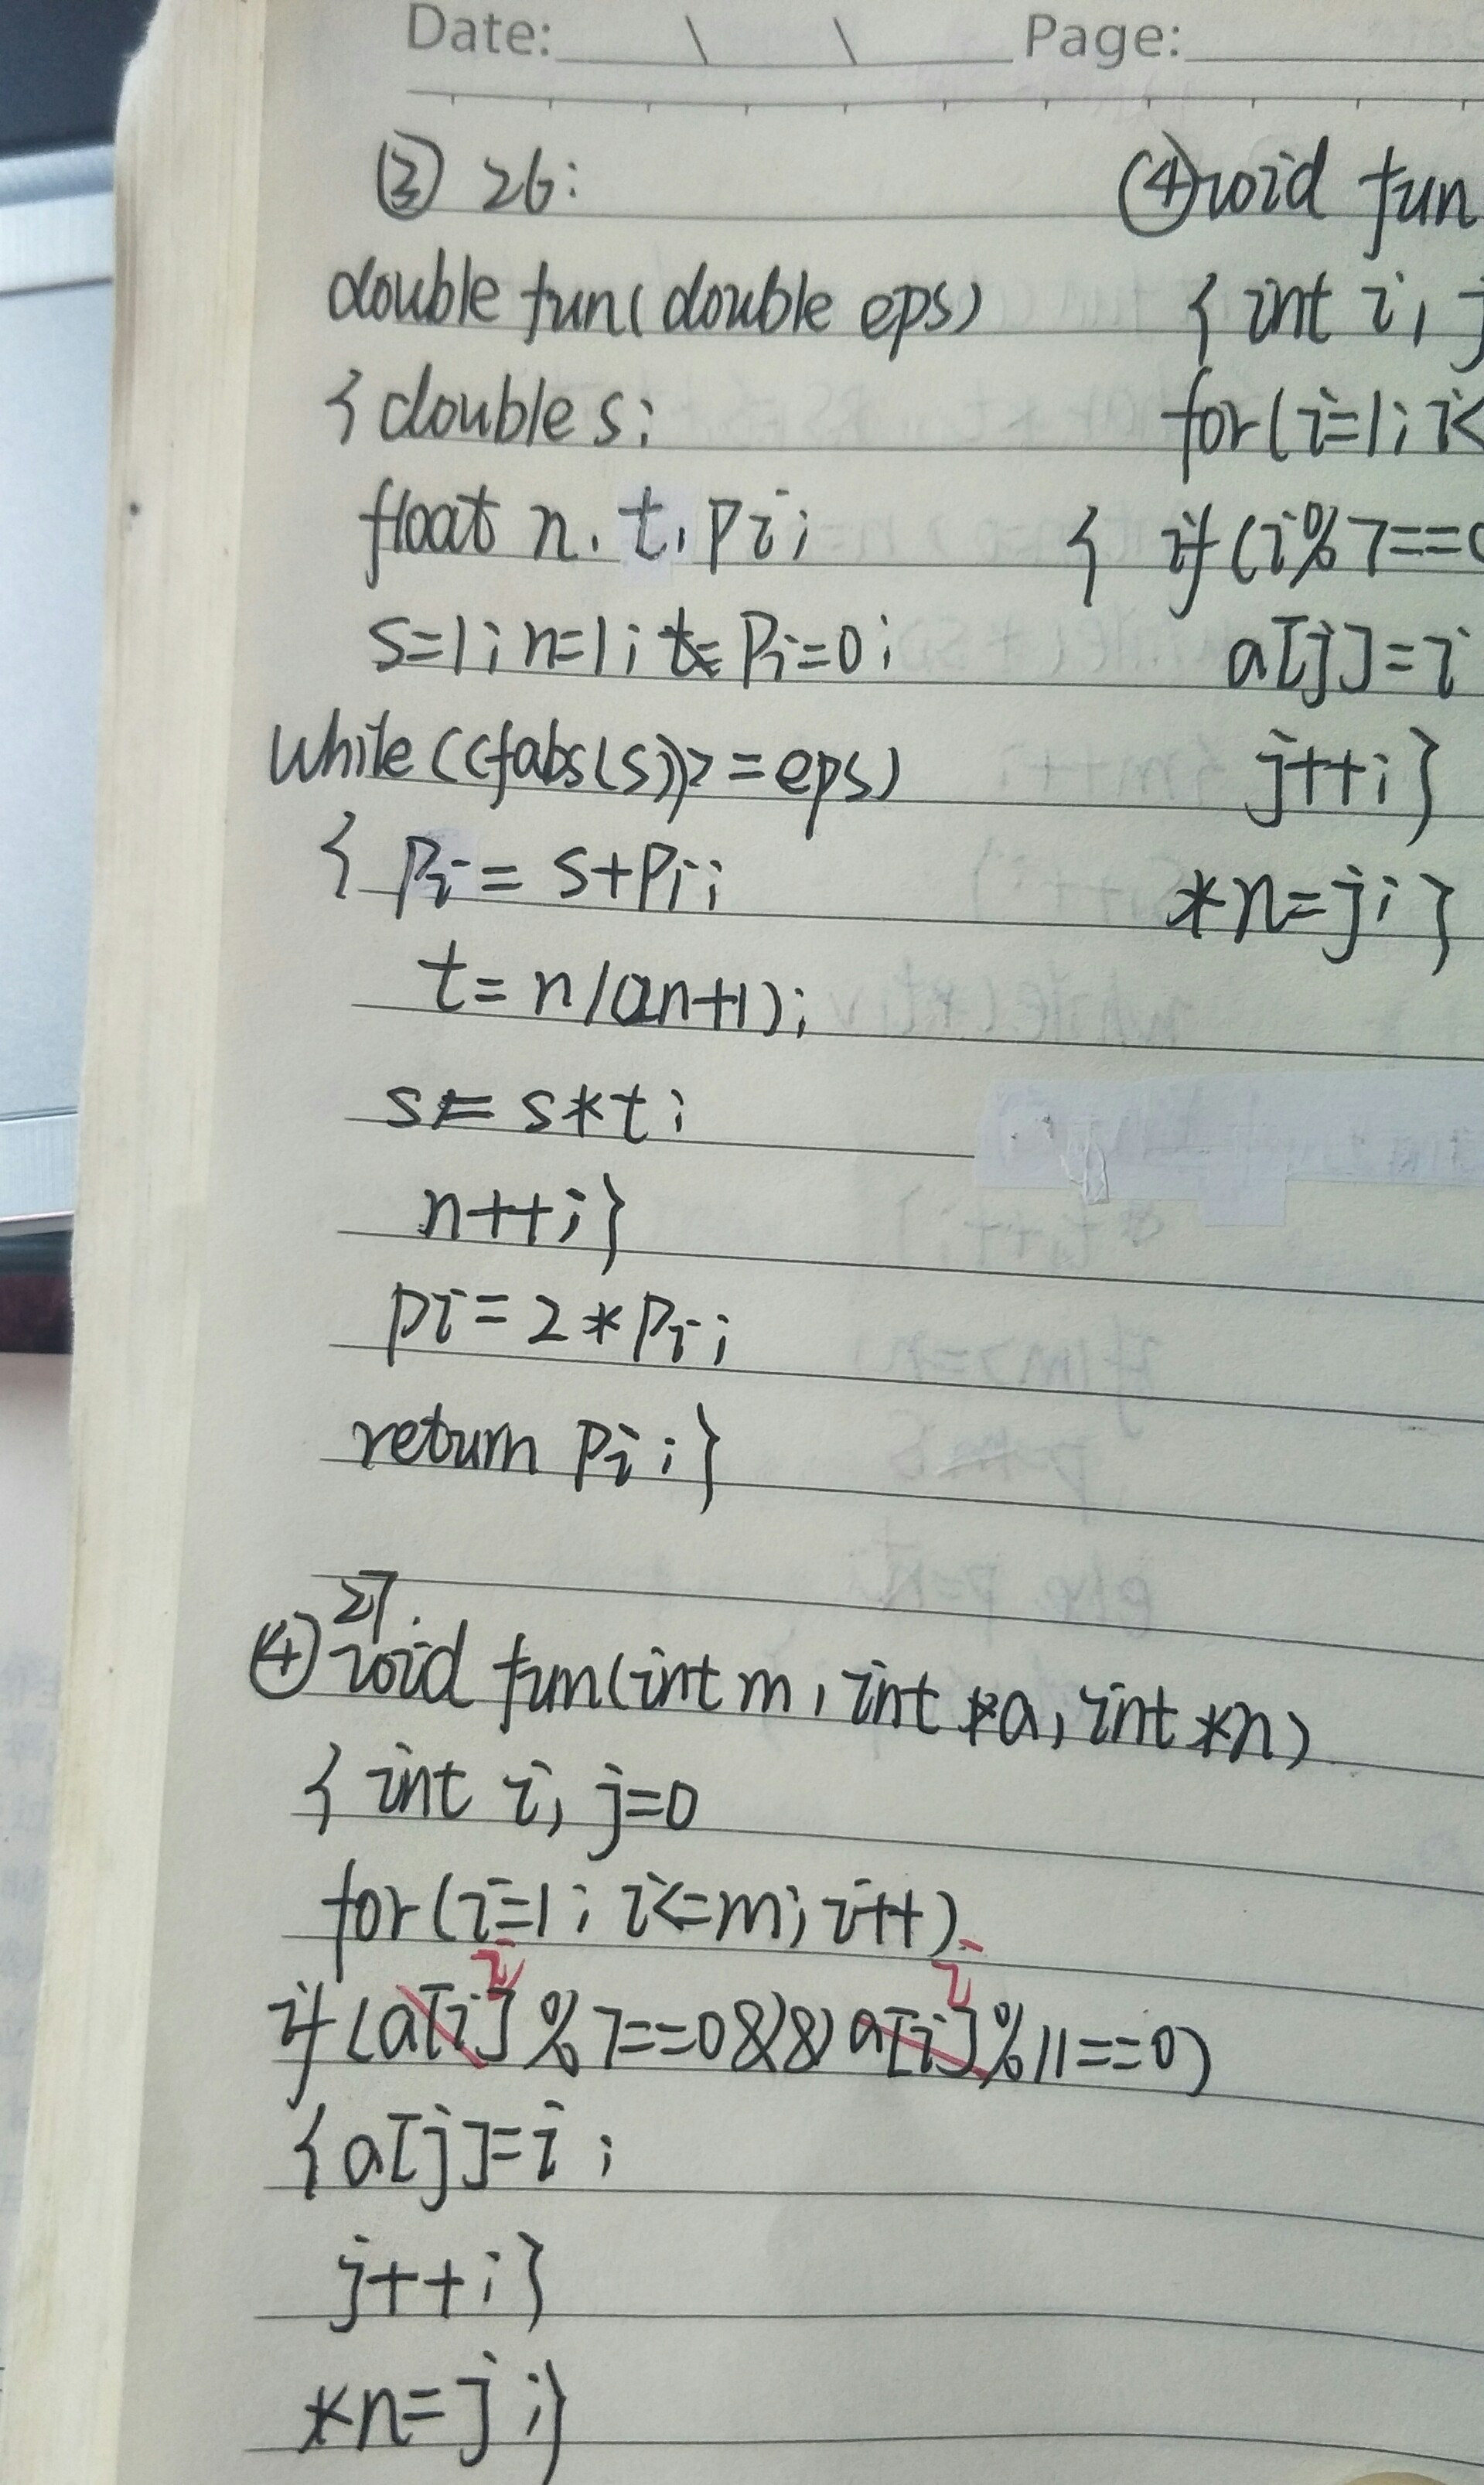 Date: \ \ Page:
③ 26:
double fun(double eps)
{ double s;
float n, t, pi;
s=1; n=1; t= Pi=0;
while((fabs(s))>=eps)
{ Pi= s+Pi;
t= n/(2n+1);
s= s*t;
n++;}
pi=2*Pi;
return Pi;}
27.
④ void fun(int m, int *a, int *n)
{ int i, j=0
for(i=1; i<=m; i++)
i i
if(a[i]%7==0&&a[i]%11==0)
{a[j]=i;
j++;}
*n=j;}
④void fun
{ int i, j
for(i=1; i<
{ if(i%7==0
a[j]=i
j++;}
*n=j;}